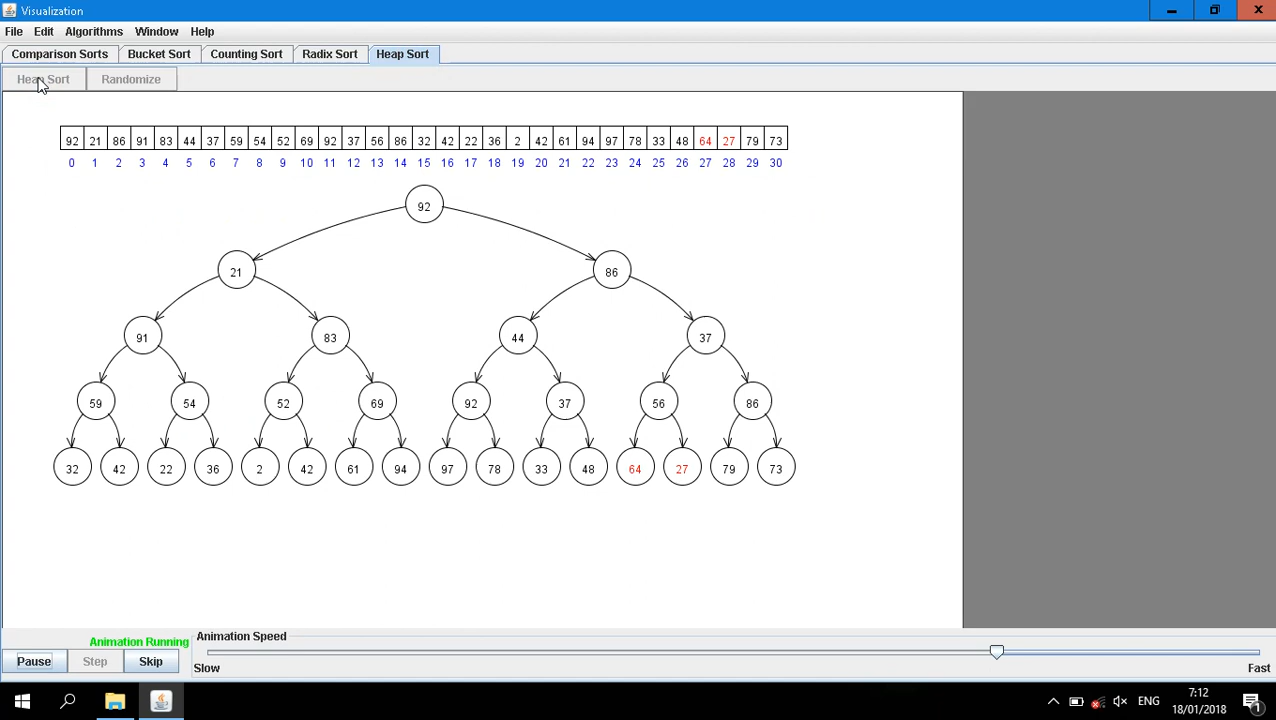 Visualization
File Edit Algorithms Window Help
Comparison Sorts Bucket Sort Counting Sort Radix Sort Heap Sort
Heap Sort Randomize
92 21 86 91 83 44 37 59 54 52 69 92 37 56 86 32 42 22 36 2 42 61 94 97 78 33 48 64 27 79 73
0 1 2 3 4 5 6 7 8 9 10 11 12 13 14 15 16 17 18 19 20 21 22 23 24 25 26 27 28 29 30
92
21 86
91 83 44 37
59 54 52 69 92 37 56 86
32 42 22 36 2 42 61 94 97 78 33 48 64 27 79 73
Animation Running Animation Speed
Pause Step Skip
Slow Fast
ENG
7:12
18/01/2018
1